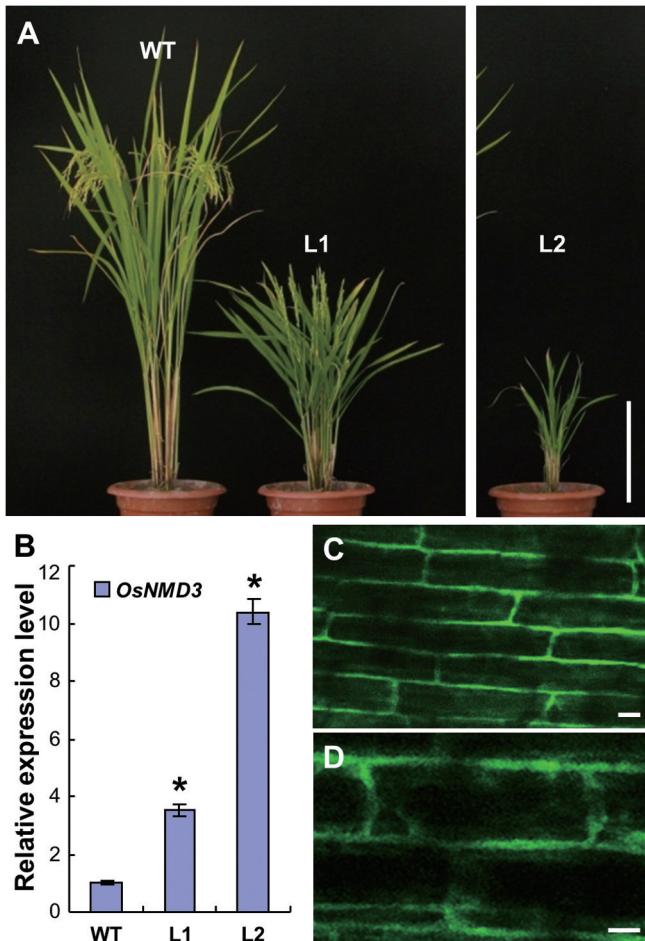 A
WT
L1
L2
B
OsNMD3
Relative expression level
12
10
8
6
4
2
0
*
*
WT
L1
L2
C
D